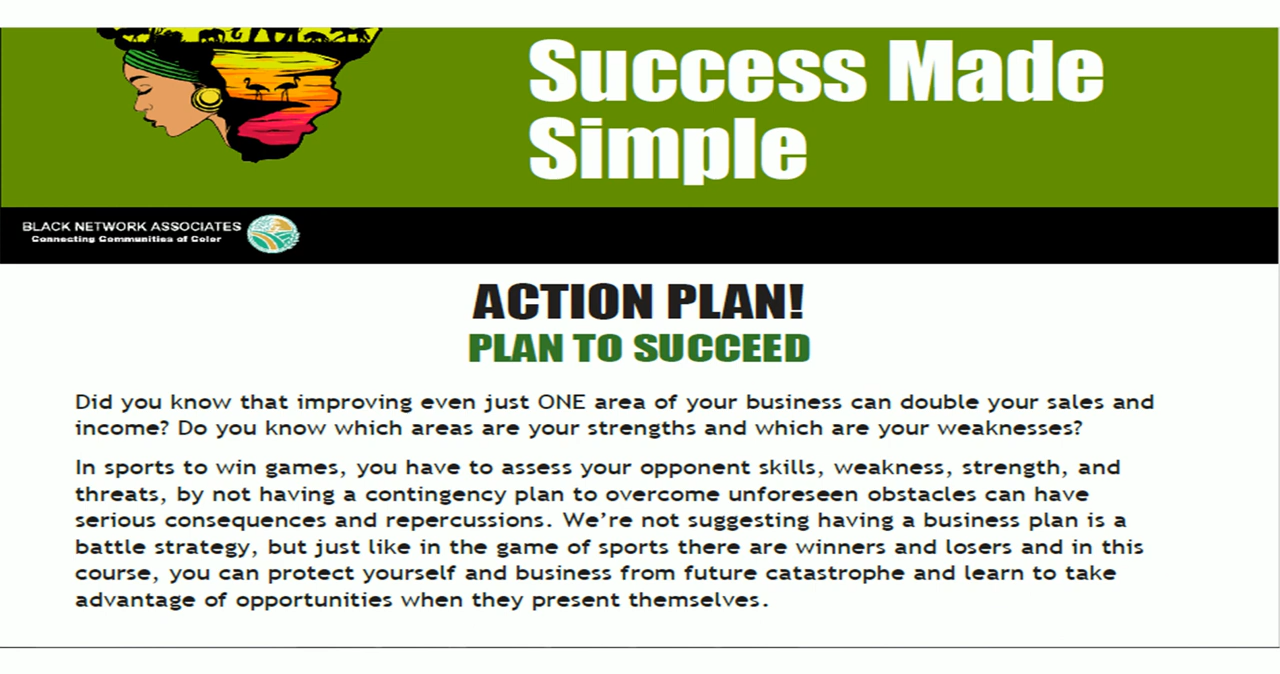 Success Made
Simple
BLACK NETWORK ASSOCIATES
Connecting Communities of Color
ACTION PLAN!
PLAN TO SUCCEED
Did you know that improving even just ONE area of your business can double your sales and
income? Do you know which areas are your strengths and which are your weaknesses?
In sports to win games, you have to assess your opponent skills, weakness, strength, and
threats, by not having a contingency plan to overcome unforeseen obstacles can have
serious consequences and repercussions. We’re not suggesting having a business plan is a
battle strategy, but just like in the game of sports there are winners and losers and in this
course, you can protect yourself and business from future catastrophe and learn to take
advantage of opportunities when they present themselves.